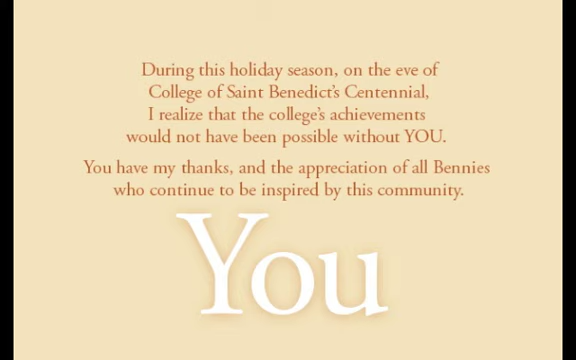 During this holiday season, on the eve of
College of Saint Benedict's Centennial,
I realize that the college's achievements
would not have been possible without YOU.
You have my thanks, and the appreciation of all Bennies
who continue to be inspired by this community.
You